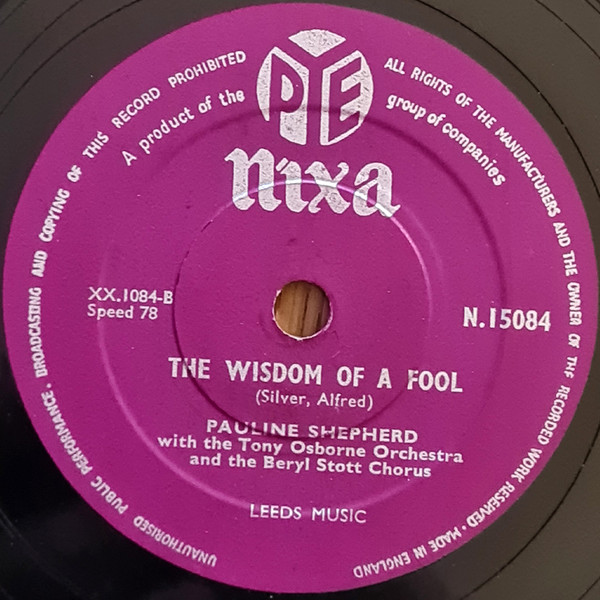 UNAUTHORISED PUBLIC PERFORMANCE. BROADCASTING AND COPYING OF THIS RECORD PROHIBITED
ALL RIGHTS OF THE MANUFACTURERS AND THE OWNER OF THE RECORDED WORK RESERVED · MADE IN ENGLAND
A product of the
PYE
group of companies
nixa
XX.1084-B
Speed 78
N.15084
THE WISDOM OF A FOOL
(Silver, Alfred)
PAULINE SHEPHERD
with the Tony Osborne Orchestra
and the Beryl Stott Chorus
LEEDS MUSIC